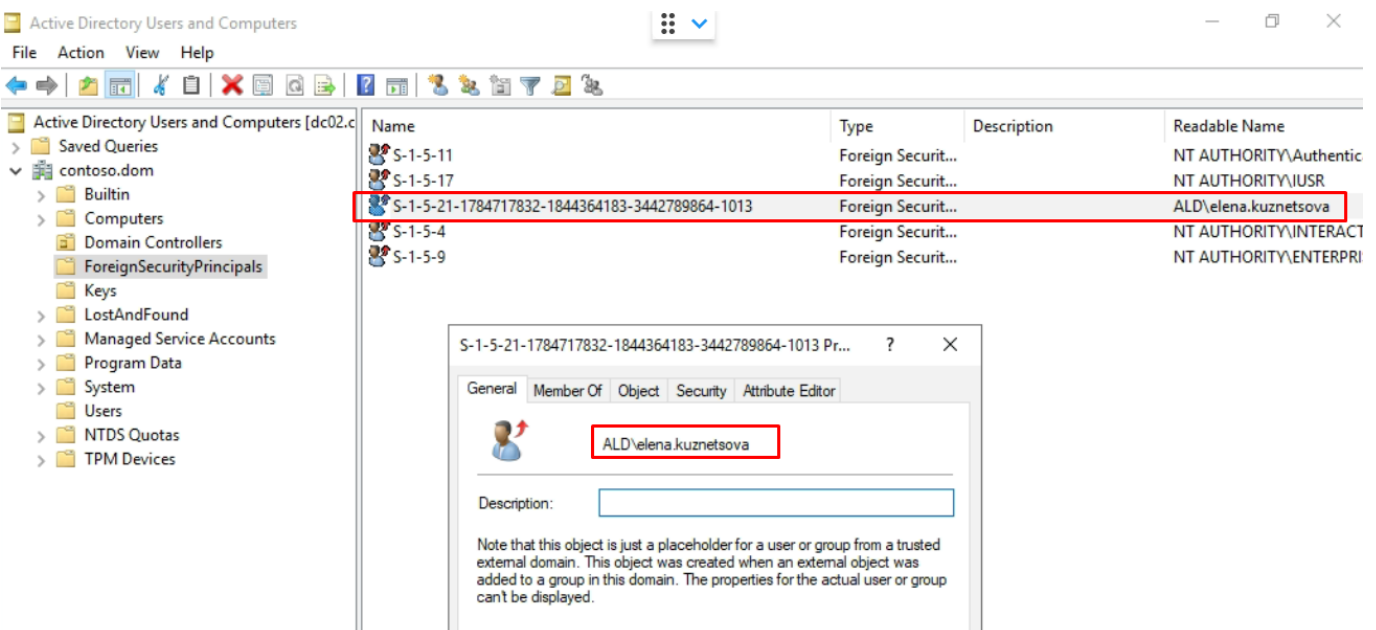 Active Directory Users and Computers
File Action View Help
Active Directory Users and Computers [dc02.c
Saved Queries
contoso.dom
Builtin
Computers
Domain Controllers
ForeignSecurityPrincipals
Keys
LostAndFound
Managed Service Accounts
Program Data
System
Users
NTDS Quotas
TPM Devices
Name Type Description Readable Name
S-1-5-11 Foreign Securit... NT AUTHORITY\Authentic
S-1-5-17 Foreign Securit... NT AUTHORITY\IUSR
S-1-5-21-1784717832-1844364183-3442789864-1013 Foreign Securit... ALD\elena.kuznetsova
S-1-5-4 Foreign Securit... NT AUTHORITY\INTERACT
S-1-5-9 Foreign Securit... NT AUTHORITY\ENTERPRI
S-1-5-21-1784717832-1844364183-3442789864-1013 Pr... ?
General Member Of Object Security Attribute Editor
ALD\elena.kuznetsova
Description:
Note that this object is just a placeholder for a user or group from a trusted
external domain. This object was created when an external object was
added to a group in this domain. The properties for the actual user or group
can't be displayed.